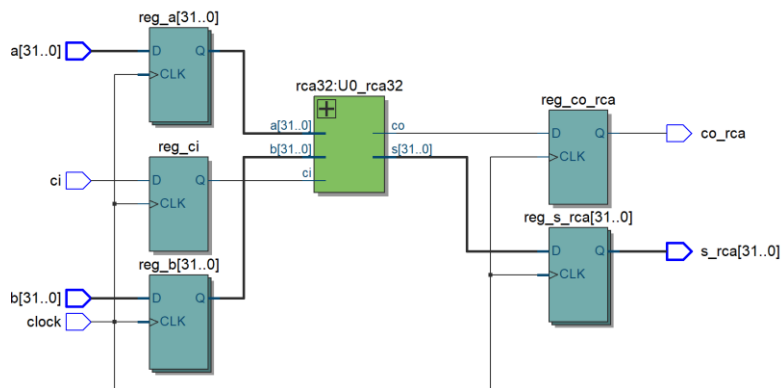 reg_a[31..0]
a[31..0]
D
Q
CLK
rca32:U0_rca32
a[31..0]
b[31..0]
ci
co
s[31..0]
reg_co_rca
D
Q
CLK
co_rca
reg_ci
ci
D
Q
CLK
reg_s_rca[31..0]
D
Q
CLK
s_rca[31..0]
reg_b[31..0]
b[31..0]
D
Q
clock
CLK